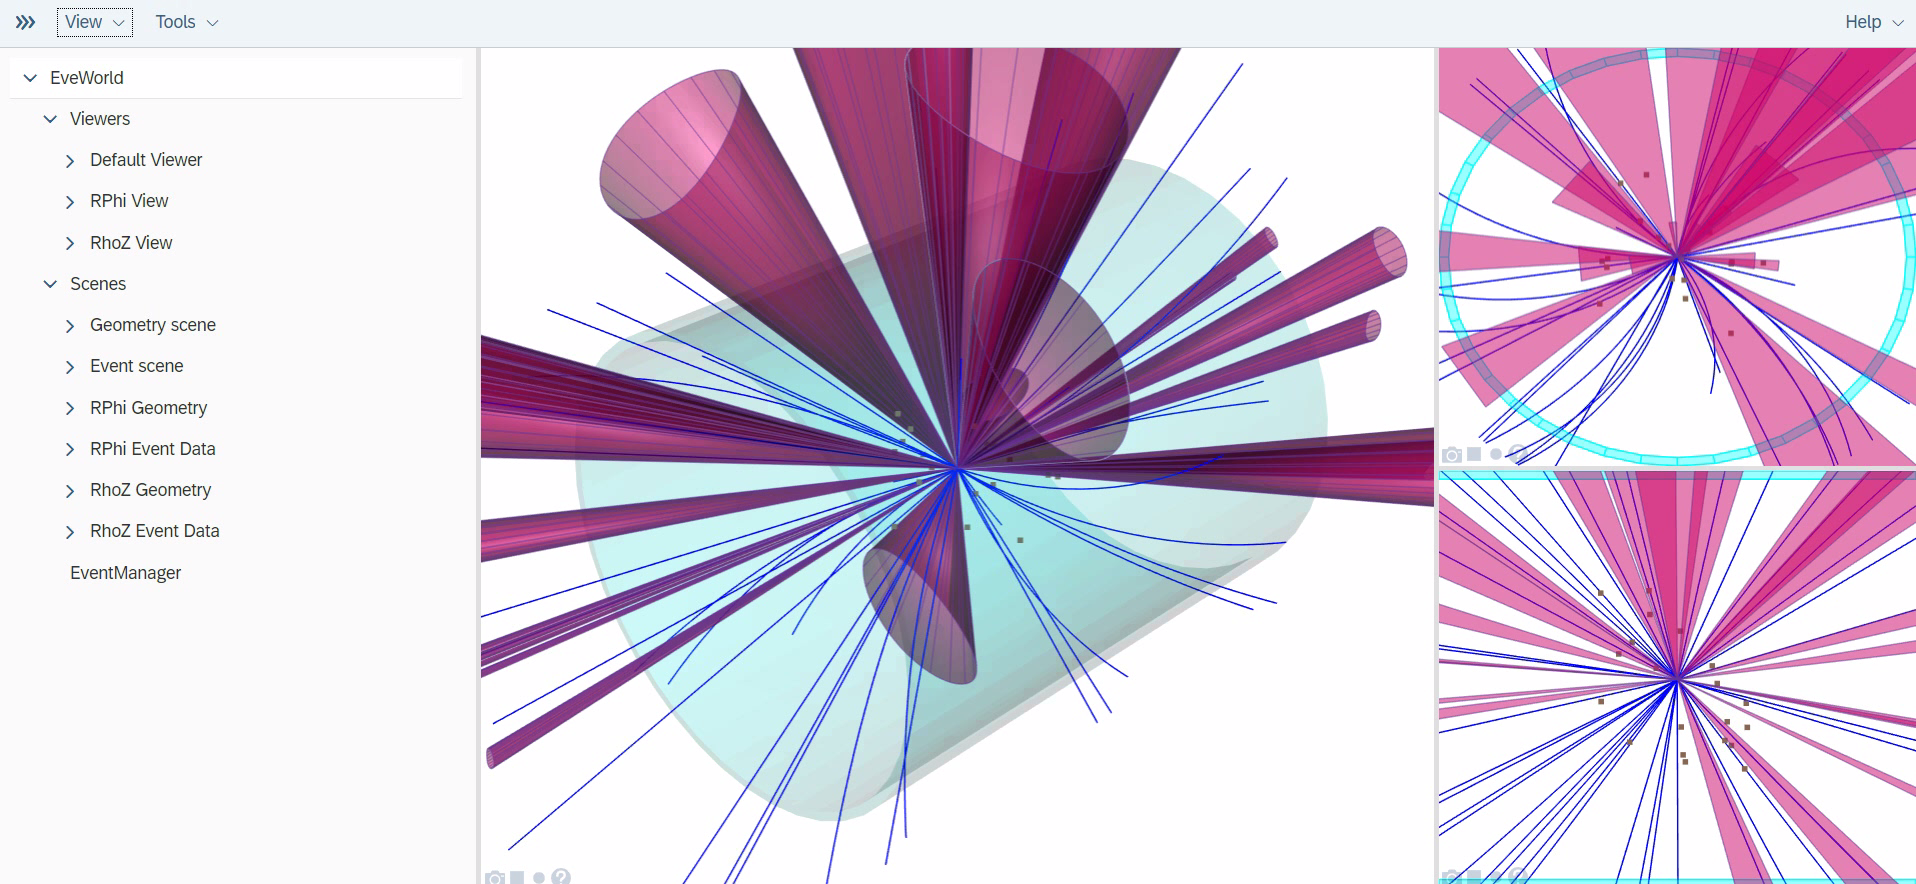 View Tools Help
EveWorld
Viewers
Default Viewer
RPhi View
RhoZ View
Scenes
Geometry scene
Event scene
RPhi Geometry
RPhi Event Data
RhoZ Geometry
RhoZ Event Data
EventManager